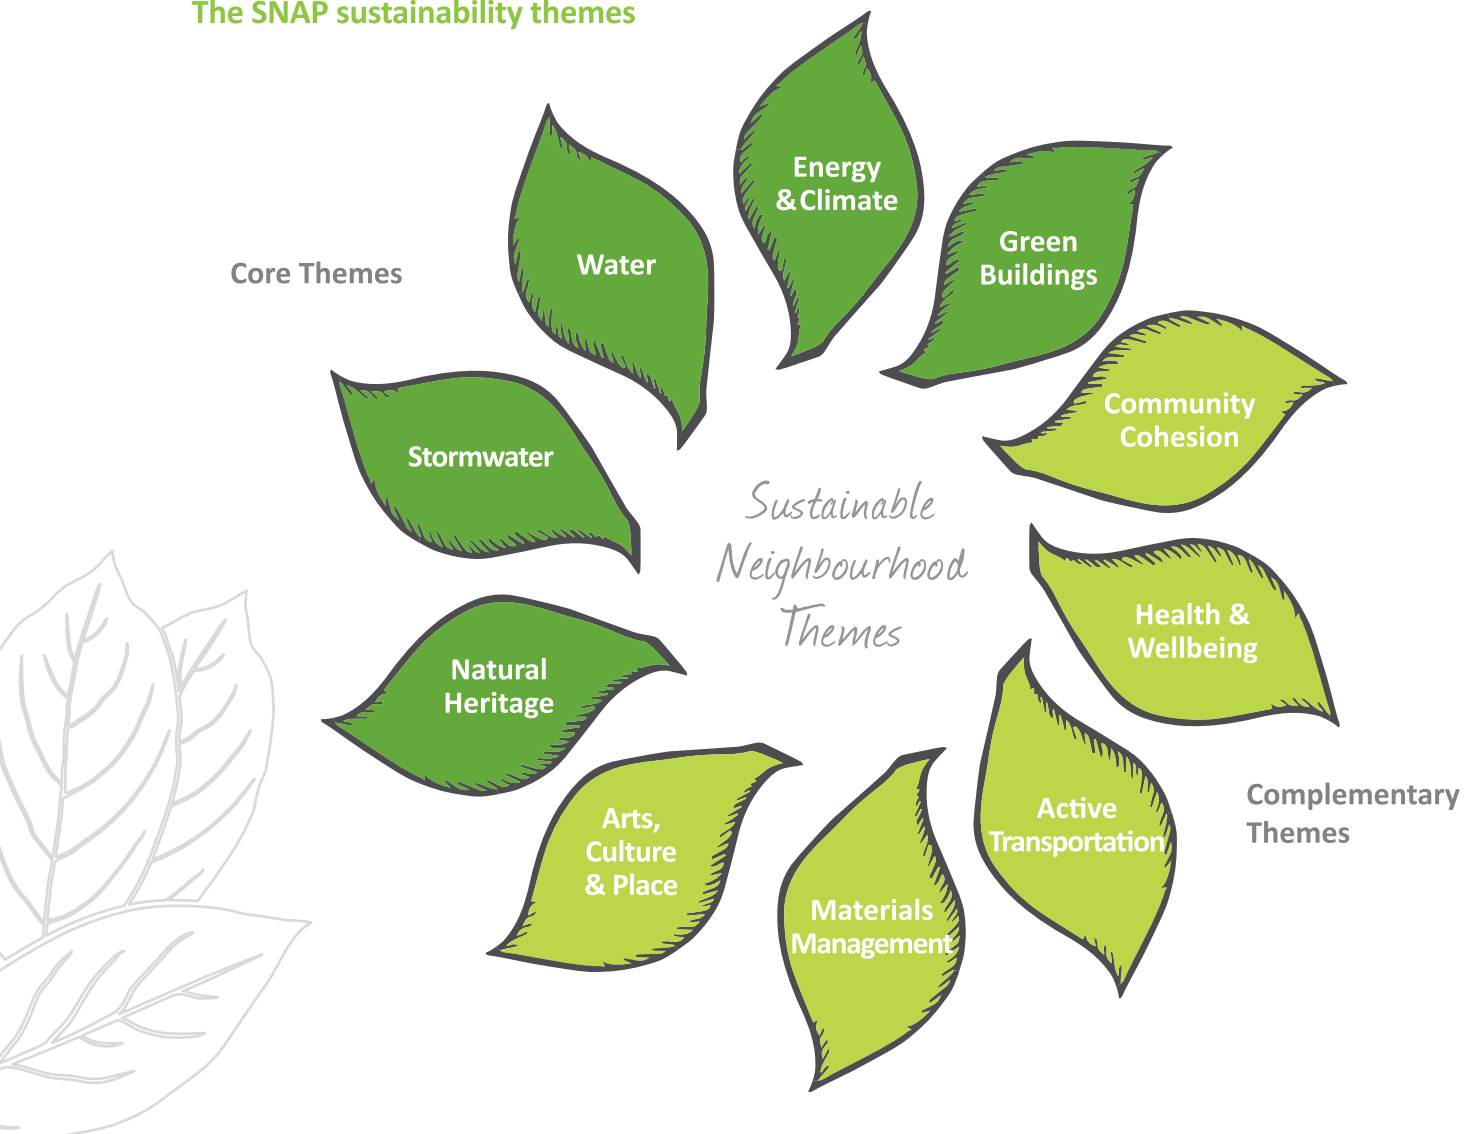 The SNAP sustainability themes
Energy
& Climate
Green
Buildings
Water
Core Themes
Community
Cohesion
Stormwater
Sustainable
Neighbourhood
Themes
Health &
Wellbeing
Natural
Heritage
Active
Transportation
Complementary
Themes
Arts,
Culture
& Place
Materials
Management